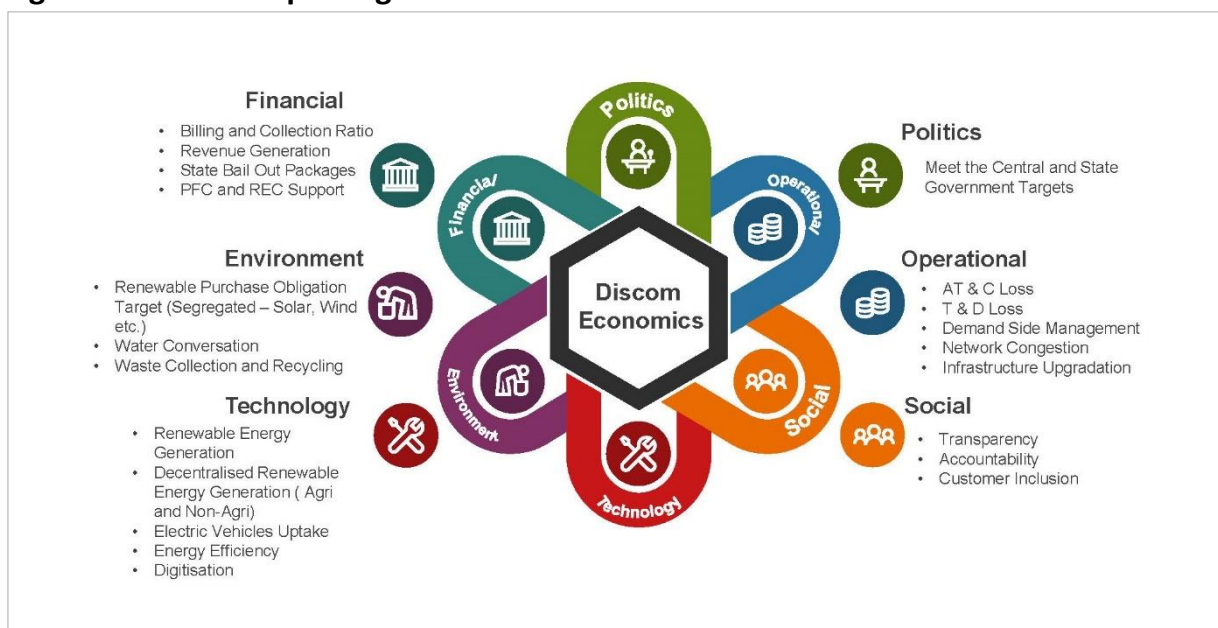 Financial
• Billing and Collection Ratio
• Revenue Generation
• State Bail Out Packages
• PFC and REC Support
Environment
• Renewable Purchase Obligation
Target (Segregated – Solar, Wind
etc.)
• Water Conversation
• Waste Collection and Recycling
Technology
• Renewable Energy
Generation
• Decentralised Renewable
Energy Generation ( Agri
and Non-Agri)
• Electric Vehicles Uptake
• Energy Efficiency
• Digitisation
Politics
Financial
Operational
Discom
Economics
Environment
Social
Technology
Politics
Meet the Central and State
Government Targets
Operational
• AT & C Loss
• T & D Loss
• Demand Side Management
• Network Congestion
• Infrastructure Upgradation
Social
• Transparency
• Accountability
• Customer Inclusion